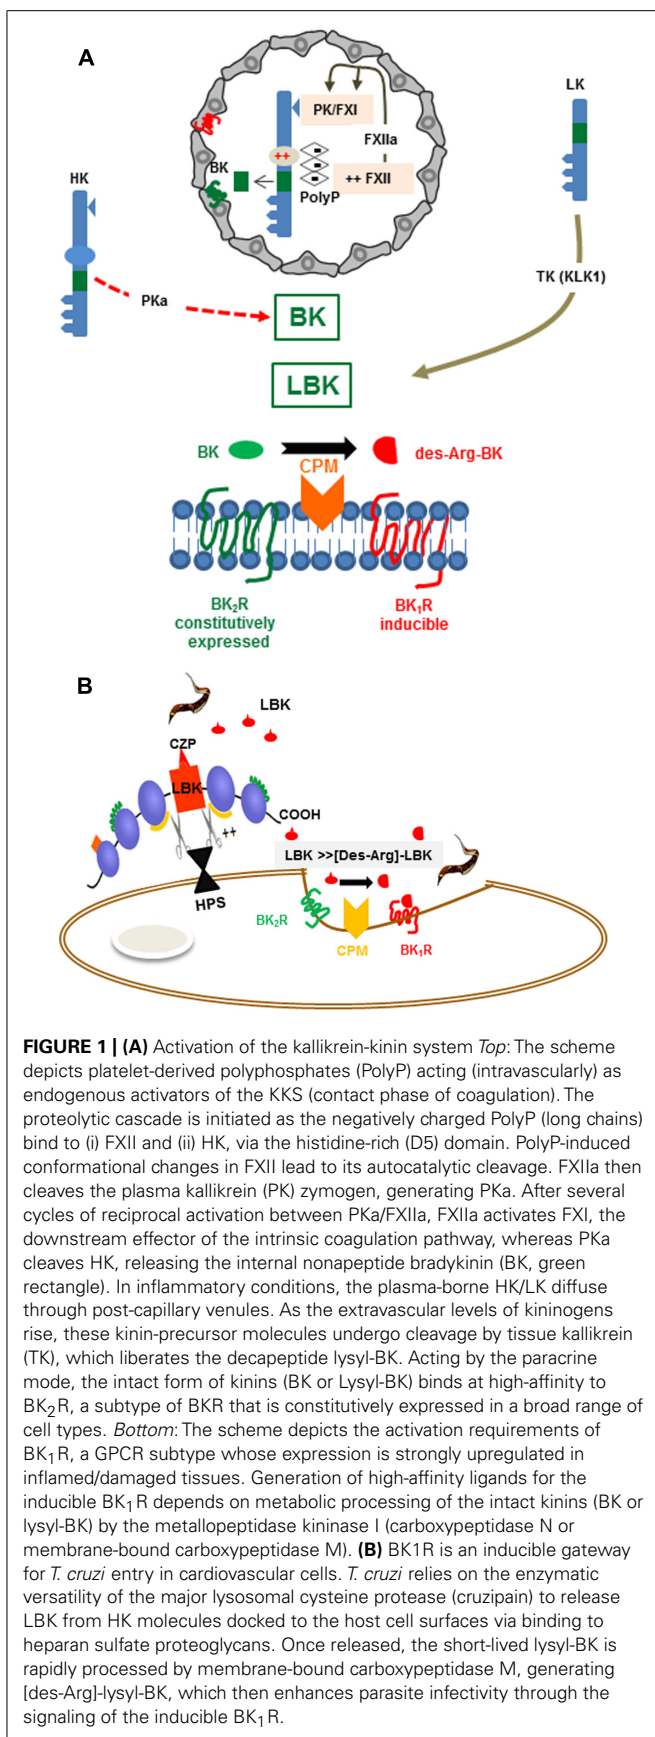 A
PK/FXI
FXIIa
LK
++
BK
++ FXII
PolyP
HK
TK (KLK1)
PKa
BK
LBK
BK
des-Arg-BK
CPM
BK₂R
constitutively
expressed
BK₁R
inducible
B
LBK
CZP
LBK
COOH
++
LBK >>[Des-Arg]-LBK
HPS
BK₂R
CPM
BK₁R
FIGURE 1 | (A) Activation of the kallikrein-kinin system Top: The scheme
depicts platelet-derived polyphosphates (PolyP) acting (intravascularly) as
endogenous activators of the KKS (contact phase of coagulation). The
proteolytic cascade is initiated as the negatively charged PolyP (long chains)
bind to (i) FXII and (ii) HK, via the histidine-rich (D5) domain. PolyP-induced
conformational changes in FXII lead to its autocatalytic cleavage. FXIIa then
cleaves the plasma kallikrein (PK) zymogen, generating PKa. After several
cycles of reciprocal activation between PKa/FXIIa, FXIIa activates FXI, the
downstream effector of the intrinsic coagulation pathway, whereas PKa
cleaves HK, releasing the internal nonapeptide bradykinin (BK, green
rectangle). In inflammatory conditions, the plasma-borne HK/LK diffuse
through post-capillary venules. As the extravascular levels of kininogens
rise, these kinin-precursor molecules undergo cleavage by tissue kallikrein
(TK), which liberates the decapeptide lysyl-BK. Acting by the paracrine
mode, the intact form of kinins (BK or Lysyl-BK) binds at high-affinity to
BK₂R, a subtype of BKR that is constitutively expressed in a broad range of
cell types. Bottom: The scheme depicts the activation requirements of
BK₁R, a GPCR subtype whose expression is strongly upregulated in
inflamed/damaged tissues. Generation of high-affinity ligands for the
inducible BK₁R depends on metabolic processing of the intact kinins (BK or
lysyl-BK) by the metallopeptidase kininase I (carboxypeptidase N or
membrane-bound carboxypeptidase M). (B) BK1R is an inducible gateway
for T. cruzi entry in cardiovascular cells. T. cruzi relies on the enzymatic
versatility of the major lysosomal cysteine protease (cruzipain) to release
LBK from HK molecules docked to the host cell surfaces via binding to
heparan sulfate proteoglycans. Once released, the short-lived lysyl-BK is
rapidly processed by membrane-bound carboxypeptidase M, generating
[des-Arg]-lysyl-BK, which then enhances parasite infectivity through the
signaling of the inducible BK₁R.